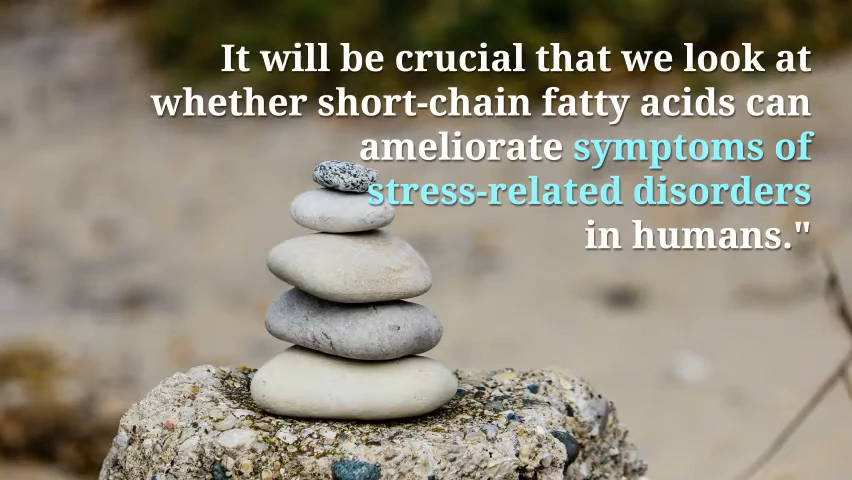 It will be crucial that we look at
whether short-chain fatty acids can
ameliorate symptoms of
stress-related disorders
in humans."